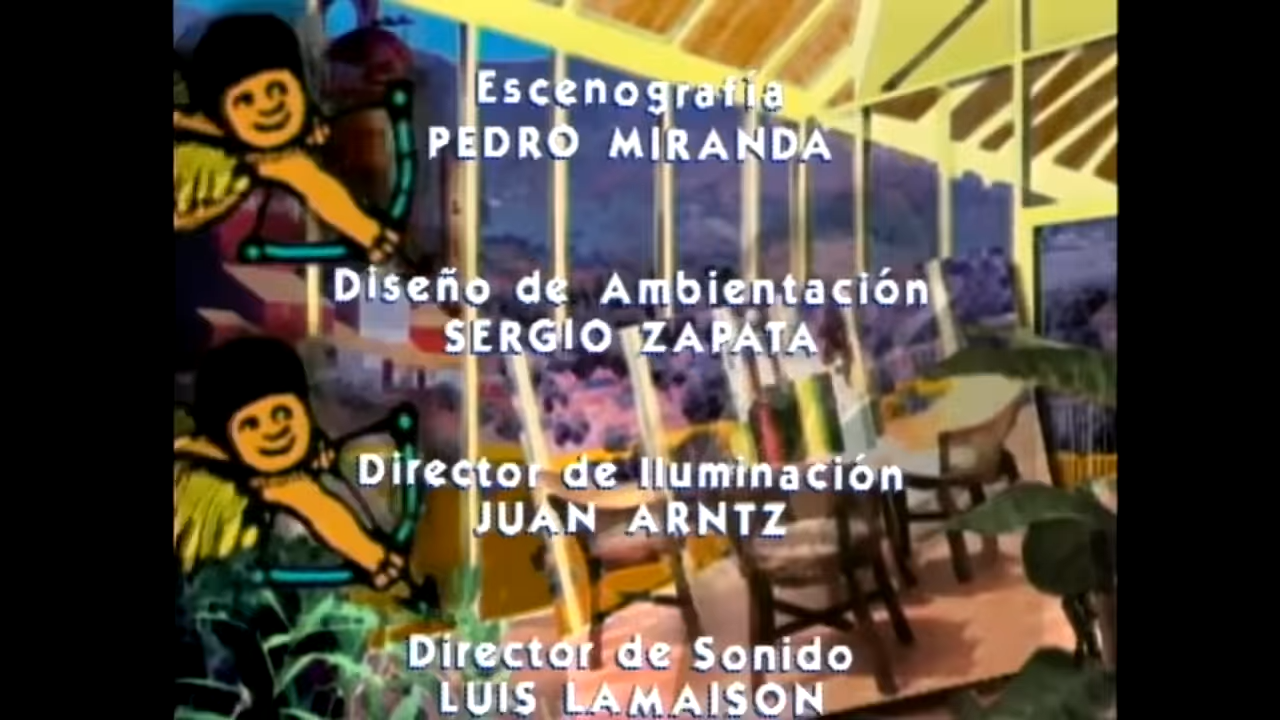 Escenografía
PEDRO MIRANDA
Diseño de Ambientación
SERGIO ZAPATA
Director de Iluminación
JUAN ARNTZ
Director de Sonido
LUIS LAMAISON